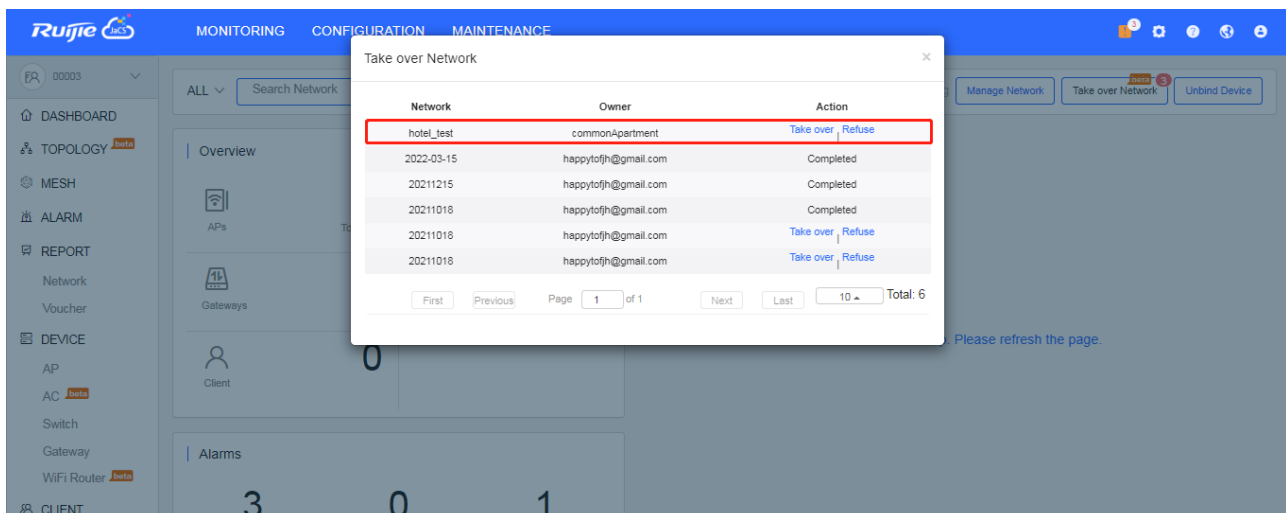 Ruijie JaCS MONITORING CONFIGURATION MAINTENANCE 3
00003
ALL Search Network Manage Network Take over Network beta 3 Unbind Device
Take over Network ×
Network Owner Action
hotel_test commonApartment Take over | Refuse
2022-03-15 happytofjh@gmail.com Completed
20211215 happytofjh@gmail.com Completed
20211018 happytofjh@gmail.com Completed
20211018 happytofjh@gmail.com Take over | Refuse
20211018 happytofjh@gmail.com Take over | Refuse
First Previous Page 1 of 1 Next Last 10 Total: 6
DASHBOARD
TOPOLOGY beta
MESH
ALARM
REPORT
Network
Voucher
DEVICE
AP
AC beta
Switch
Gateway
WiFi Router beta
CLIENT
Overview
APs
Gateways
Client
0
Please refresh the page.
Alarms
3 0 1